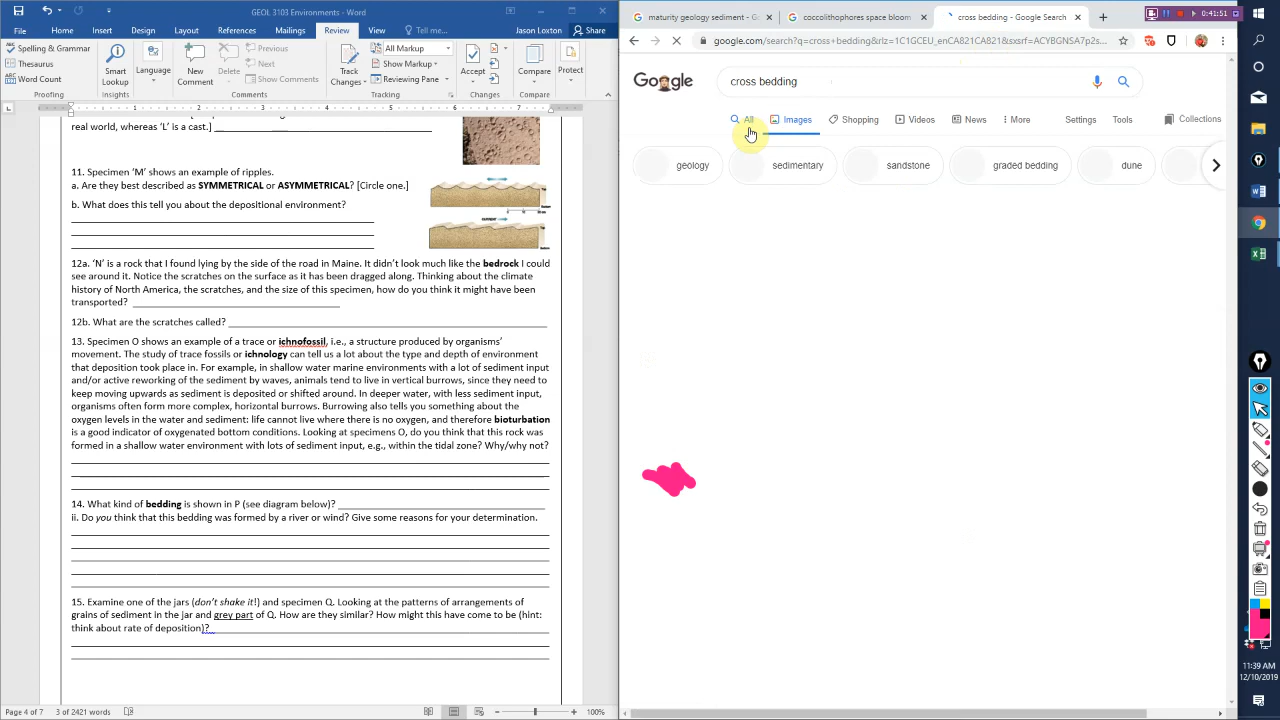 GEOL 3103 Environments - Word
File Home Insert Draw Design Layout References Mailings Review View Tell me... Jason Loxton Share
Spelling & Grammar
Thesaurus
Word Count
Proofing
Smart Lookup
Insights
Language
New Comment
Delete
Previous
Next
Show Comments
Comments
Track Changes
All Markup
Show Markup
Reviewing Pane
Tracking
Accept
Changes
Compare
Compare
Protect
1 2 3 4 5 6 7
real world, whereas 'L' is a cast.]
11. Specimen 'M' shows an example of ripples.
a. Are they best described as SYMMETRICAL or ASYMMETRICAL? [Circle one.]
b. What does this tell you about the depositional environment?
12a. 'N' is a rock that I found lying by the side of the road in Maine. It didn't look much like the bedrock I could
see around it. Notice the scratches on the surface as it has been dragged along. Thinking about the climate
history of North America, the scratches, and the size of this specimen, how do you think it might have been
transported?
12b. What are the scratches called?
13. Specimen O shows an example of a trace or ichnofossil, i.e., a structure produced by organisms'
movement. The study of trace fossils or ichnology can tell us a lot about the type and depth of environment
that deposition took place in. For example, in shallow water marine environments with a lot of sediment input
and/or active reworking of the sediment by waves, animals tend to live in vertical burrows, since they need to
keep moving upwards as sediment is deposited or shifted around. In deeper water, with less sediment input,
organisms often form more complex, horizontal burrows. Burrowing also tells you something about the
oxygen levels in the water and sediment: life cannot live where there is no oxygen, and therefore bioturbation
is a good indicator of oxygenated bottom conditions. Looking at specimens O, do you think that this rock was
formed in a shallow water environment with lots of sediment input, e.g., within the tidal zone? Why/why not?
14. What kind of bedding is shown in P (see diagram below)?
ii. Do you think that this bedding was formed by a river or wind? Give some reasons for your determination.
15. Examine one of the jars (don't shake it!) and specimen Q. Looking at the patterns of arrangements of
grains of sediment in the jar and grey part of Q. How are they similar? How might this have come to be (hint:
think about rate of deposition)?
Page 4 of 7 3 of 2421 words 100%
maturity geology sediment - G
coccolithophores space bloom
cross bedding - Google Search
04:41:51
google.com/search?q=cross+bedding&rlz=1C1GCEU_enCA821CA821&sxsrf=ACYBGNSA7p2s...
Google
cross bedding
All Images Shopping Videos News More Settings Tools Collections
geology sedimentary sandstone graded bedding dune
11:39 AM
12/10/2019